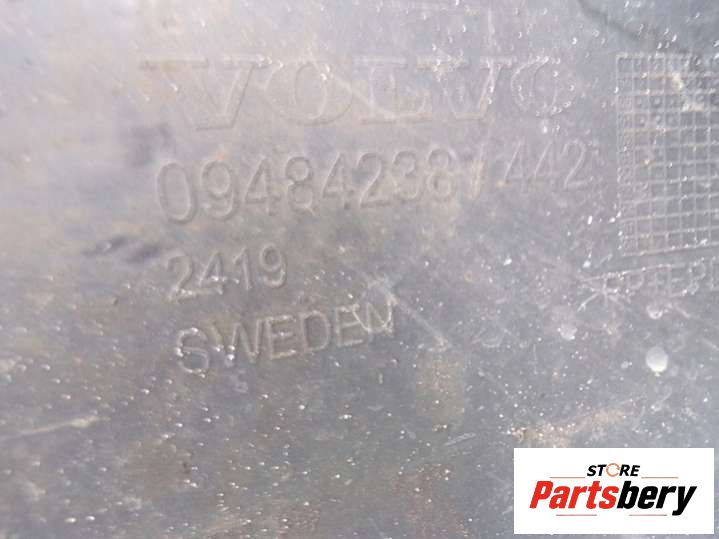 VOLVO
09484238/442
2419
SWEDEN
STORE
Partsbery